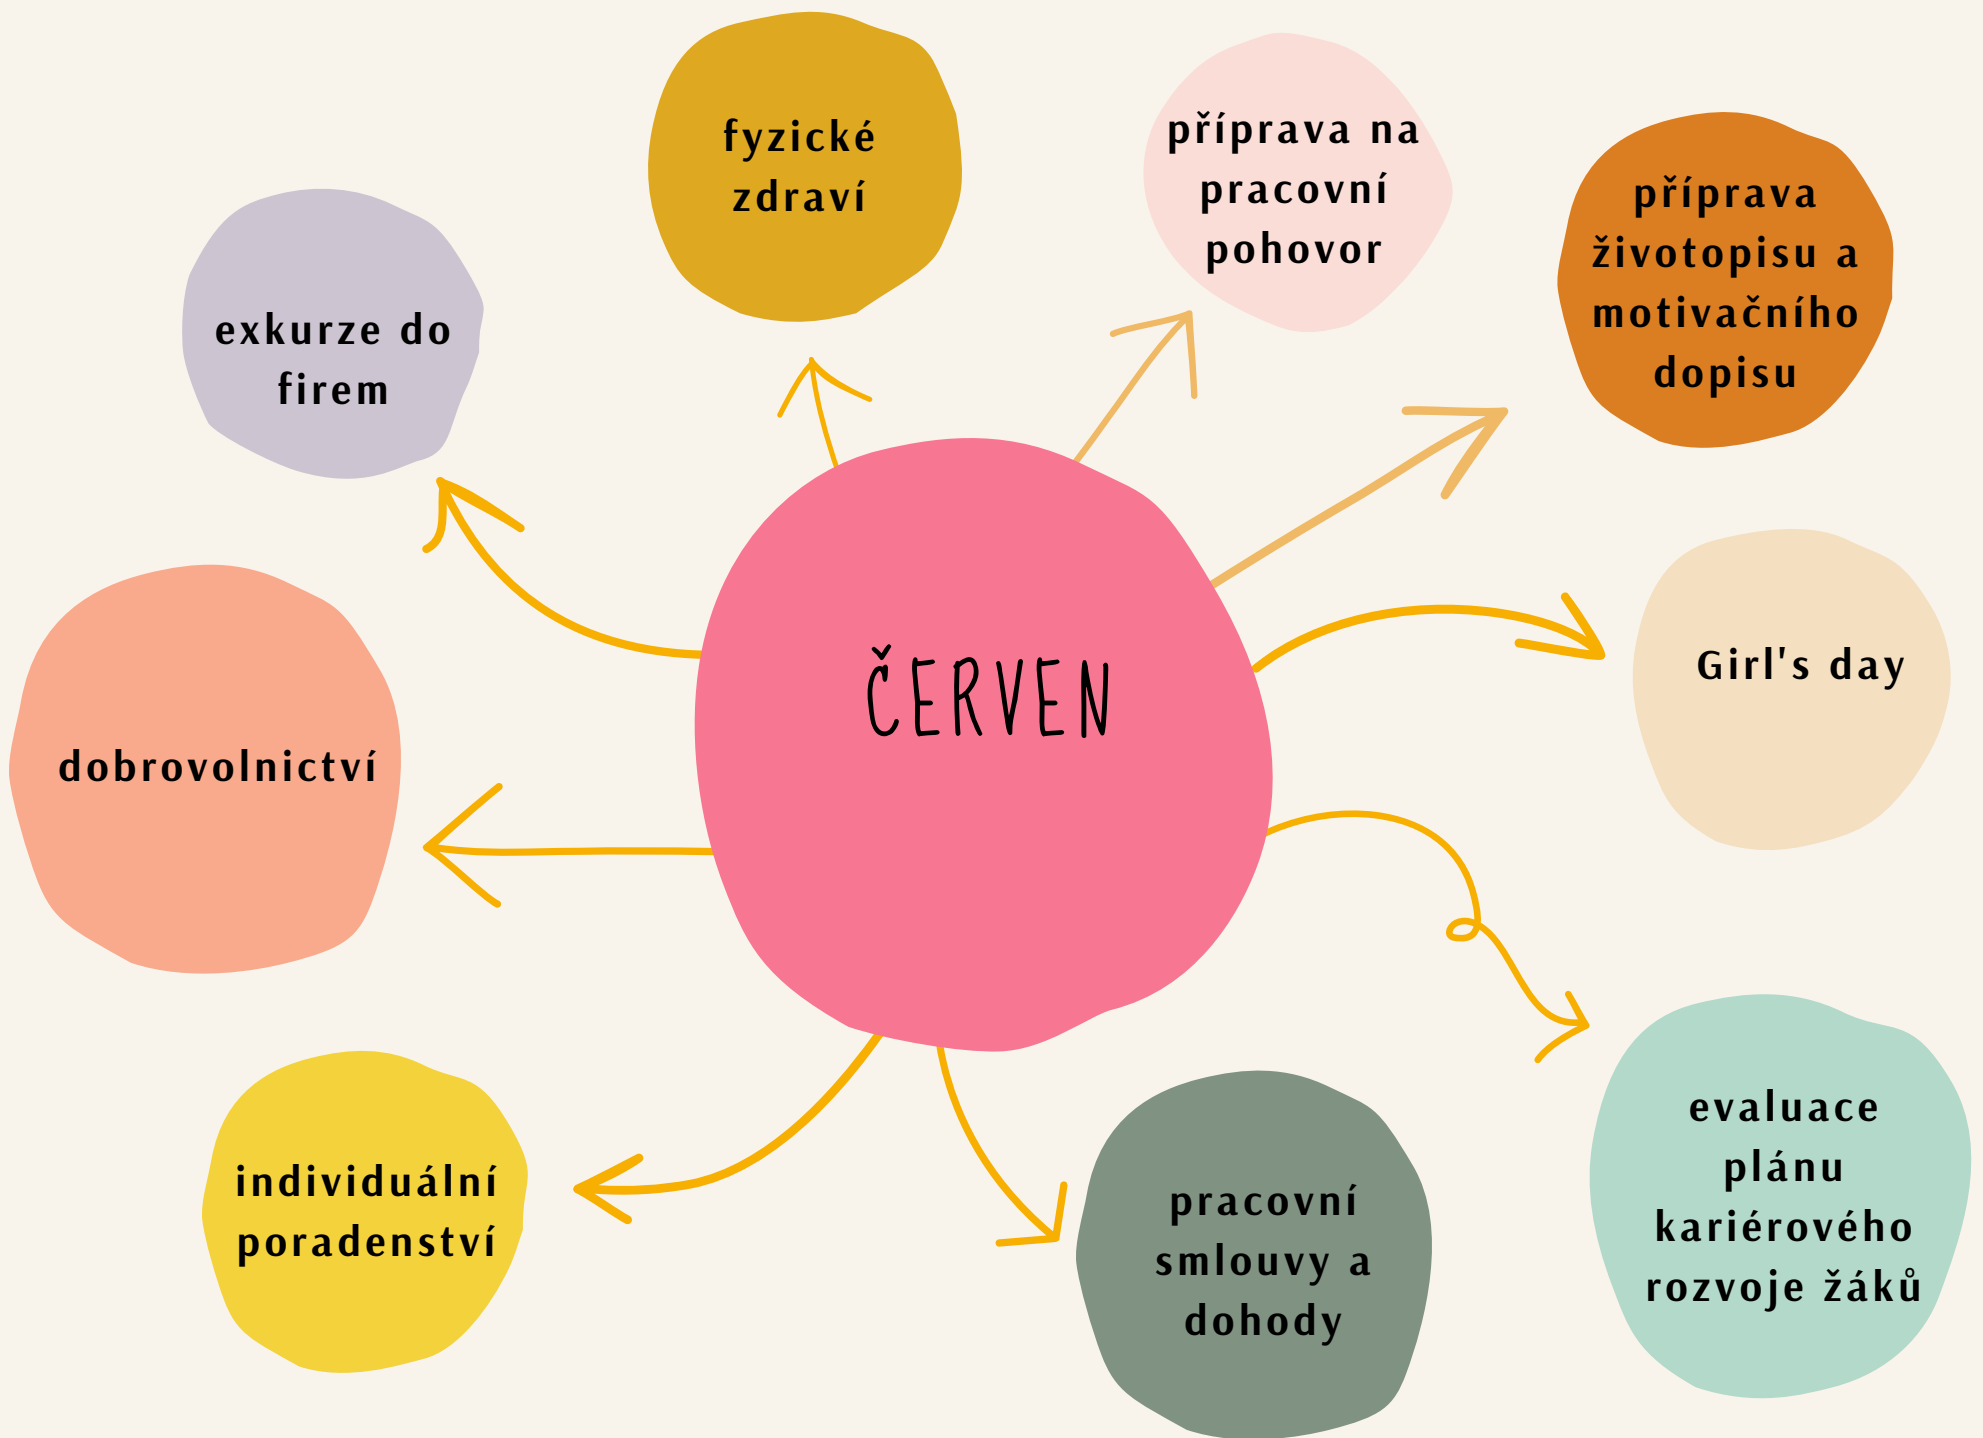 fyzické
zdraví
příprava na
pracovní
pohovor
příprava
životopisu a
motivačního
dopisu
exkurze do
firem
ČERVEN
Girl's day
dobrovolnictví
individuální
poradenství
pracovní
smlouvy a
dohody
evaluace
plánu
kariérového
rozvoje žáků